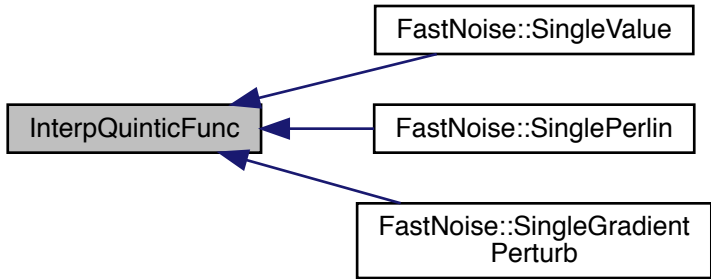 FastNoise::SingleValue
InterpQuinticFunc
FastNoise::SinglePerlin
FastNoise::SingleGradient
Perturb